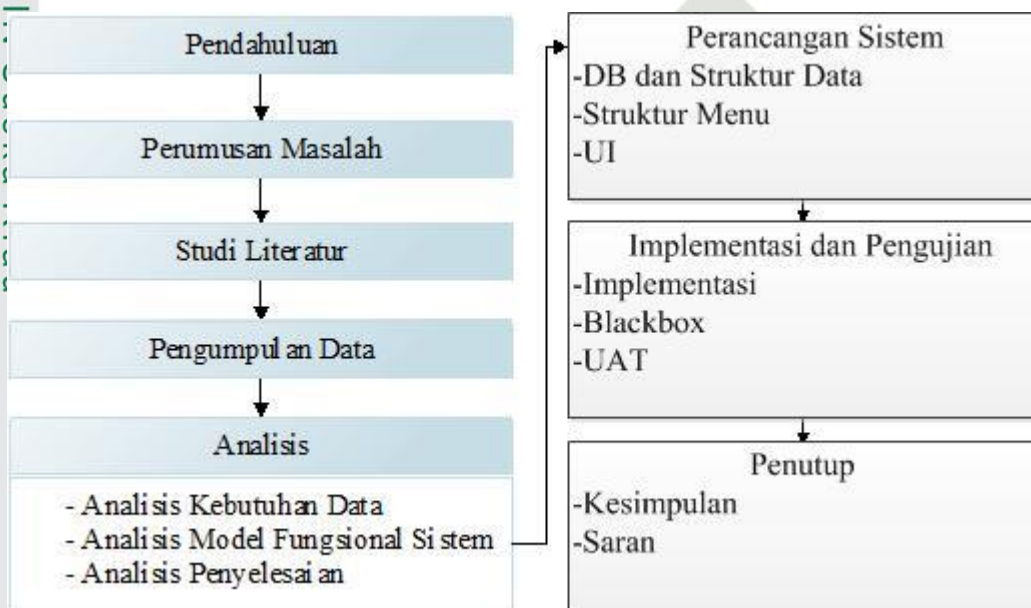 Pendahuluan
Perumusan Masalah
Studi Literatur
Pengumpulan Data
Analisis
- Analisis Kebutuhan Data
- Analisis Model Fungsional Sistem
- Analisis Penyelesaian
Perancangan Sistem
-DB dan Struktur Data
-Struktur Menu
-UI
Implementasi dan Pengujian
-Implementasi
-Blackbox
-UAT
Penutup
-Kesimpulan
-Saran